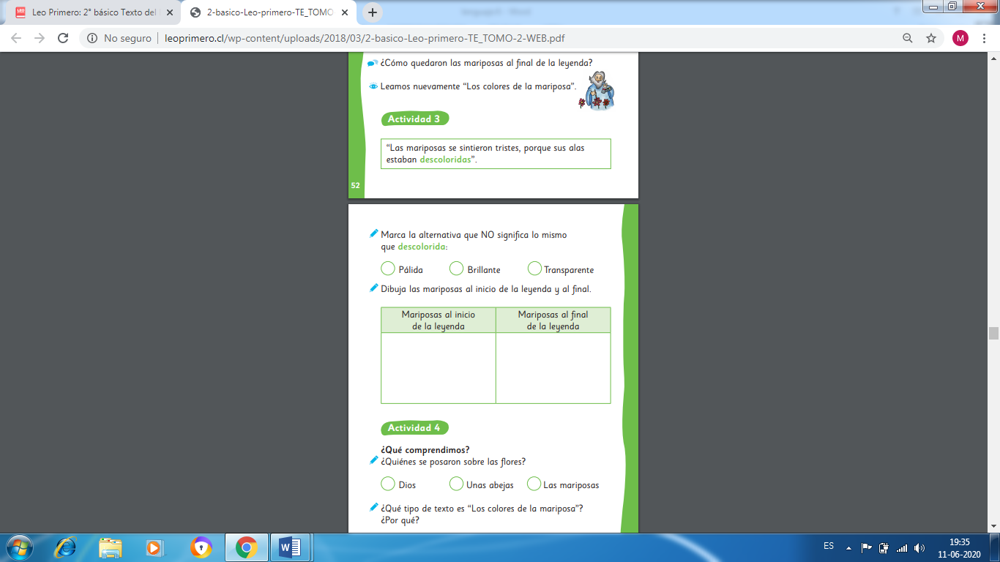 Leo Primero: 2° básico Texto del
2-basico-Leo-primero-TE_TOMO
No seguro
leoprimero.cl/wp-content/uploads/2018/03/2-basico-Leo-primero-TE_TOMO-2-WEB.pdf
M
¿Cómo quedaron las mariposas al final de la leyenda?
Leamos nuevamente “Los colores de la mariposa”.
Actividad 3
“Las mariposas se sintieron tristes, porque sus alas
estaban descoloridas”.
52
Marca la alternativa que NO significa lo mismo
que descolorida:
Pálida Brillante Transparente
Dibuja las mariposas al inicio de la leyenda y al final.
Mariposas al inicio
de la leyenda
Mariposas al final
de la leyenda
Actividad 4
¿Qué comprendimos?
¿Quiénes se posaron sobre las flores?
Dios Unas abejas Las mariposas
¿Qué tipo de texto es “Los colores de la mariposa”?
¿Por qué?
ES
19:35
11-06-2020